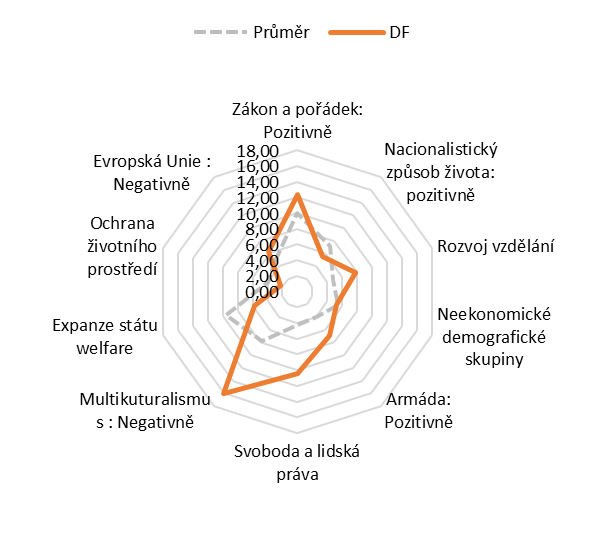 Průměr
DF
Zákon a pořádek:
Pozitivně
Nacionalistický
způsob života:
pozitivně
Rozvoj vzdělání
Neekonomické
demografické
skupiny
Armáda:
Pozitivně
Svoboda a lidská
práva
Multikuturalismu
s : Negativně
Expanze státu
welfare
Ochrana
životního
prostředí
Evropská Unie :
Negativně
18,00
16,00
14,00
12,00
10,00
8,00
6,00
4,00
2,00
0,00